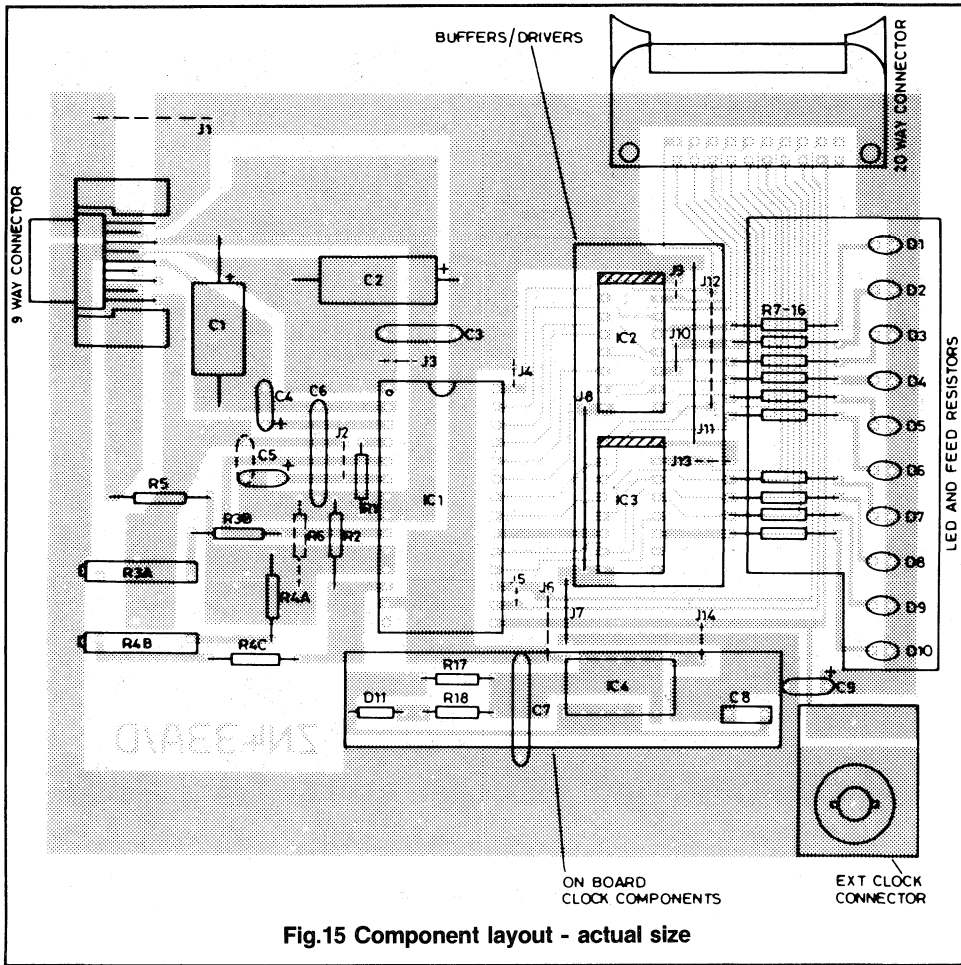 BUFFERS/DRIVERS
J1
20 WAY CONNECTOR
9 WAY CONNECTOR
D1
C2
J9
J12
D2
C1
R7-16
D3
IC2
J10
C3
J3
J4
D4
C4
C6
J8
D5
J2
J11
LED AND FEED RESISTORS
C5
J13
D6
R5
R1
IC1
IC3
D7
R3B
R6
R2
D8
R3A
R4A
J5
J6
D9
J7
J14
R4B
R4C
D10
R17
IC4
C9
D11
R18
C7
C8
ZN433A/D
ON BOARD
CLOCK COMPONENTS
EXT CLOCK
CONNECTOR
Fig.15 Component layout - actual size